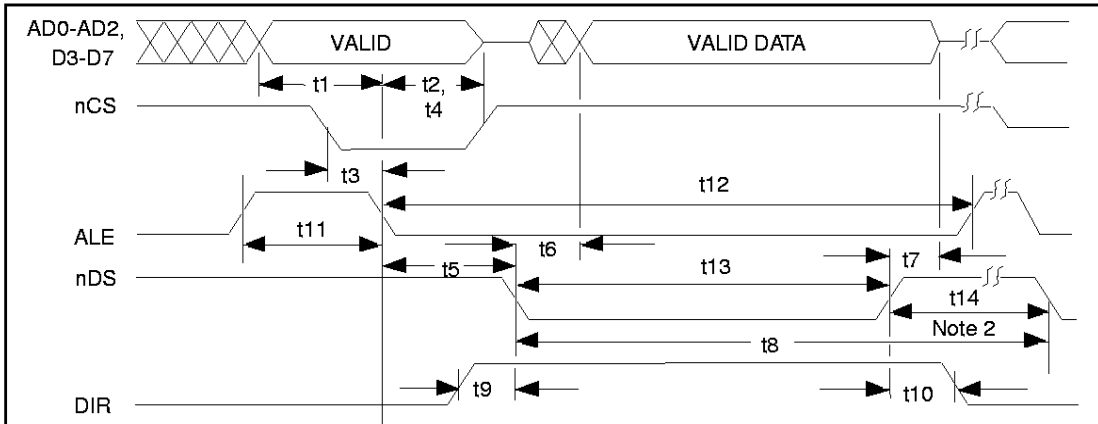 AD0-AD2,
D3-D7
VALID
VALID DATA
t1
t2,
t4
nCS
t3
t12
ALE
t11
t6
t7
t5
t13
nDS
t14
Note 2
t8
t9
t10
DIR